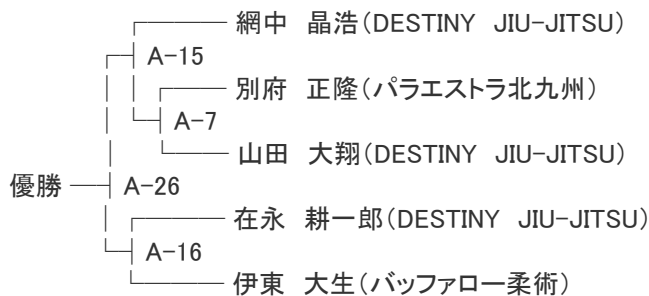 網中　晶浩（DESTINY　JIU-JITSU）
A-15
別府　正隆（パラエストラ北九州）
A-7
山田　大翔（DESTINY　JIU-JITSU）
優勝 A-26
在永　耕一郎（DESTINY　JIU-JITSU）
A-16
伊東　大生（バッファロー柔術）